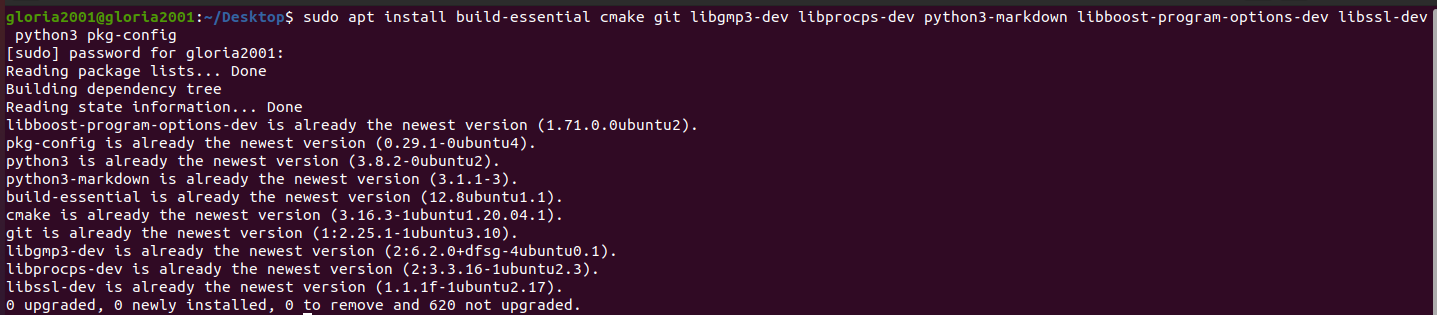 gloria2001@gloria2001:~/Desktop$ sudo apt install build-essential cmake git libgmp3-dev libprocps-dev python3-markdown libboost-program-options-dev libssl-dev
 python3 pkg-config
[sudo] password for gloria2001:
Reading package lists... Done
Building dependency tree
Reading state information... Done
libboost-program-options-dev is already the newest version (1.71.0.0ubuntu2).
pkg-config is already the newest version (0.29.1-0ubuntu4).
python3 is already the newest version (3.8.2-0ubuntu2).
python3-markdown is already the newest version (3.1.1-3).
build-essential is already the newest version (12.8ubuntu1.1).
cmake is already the newest version (3.16.3-1ubuntu1.20.04.1).
git is already the newest version (1:2.25.1-1ubuntu3.10).
libgmp3-dev is already the newest version (2:6.2.0+dfsg-4ubuntu0.1).
libprocps-dev is already the newest version (2:3.3.16-1ubuntu2.3).
libssl-dev is already the newest version (1.1.1f-1ubuntu2.17).
0 upgraded, 0 newly installed, 0 to remove and 620 not upgraded.